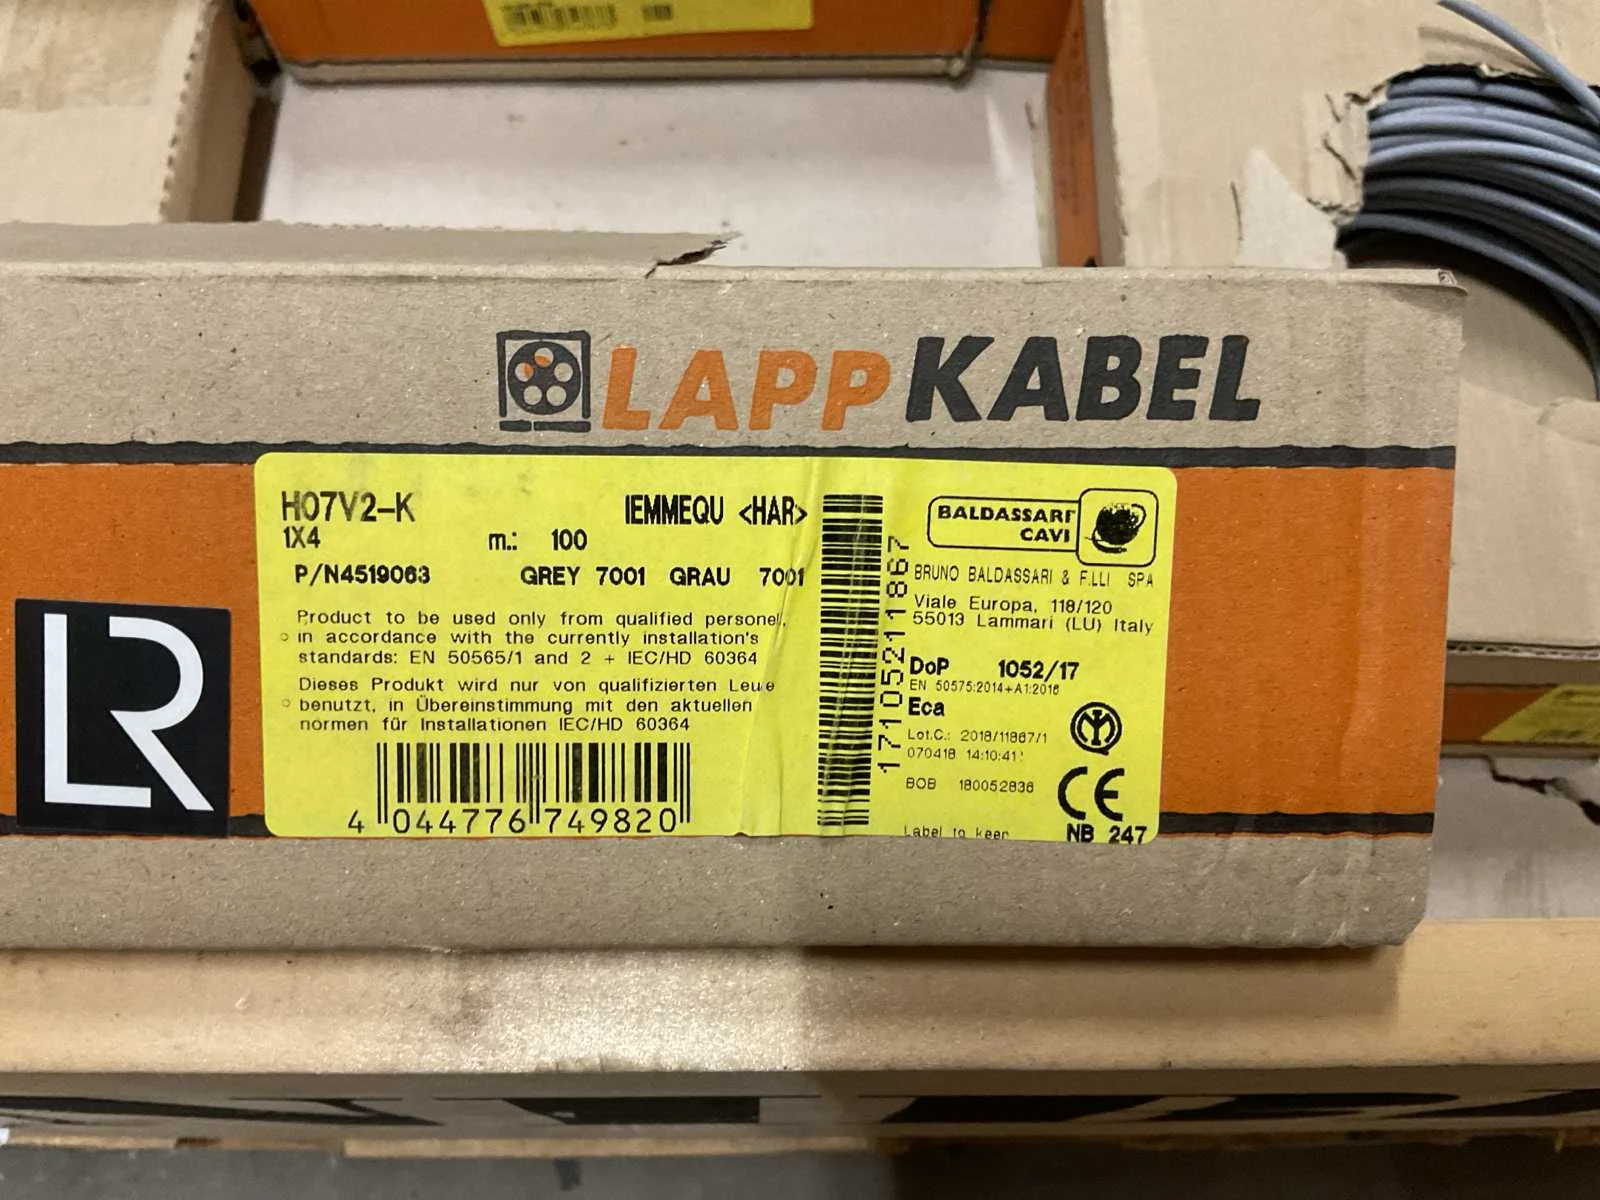 LAPP KABEL
H07V2-K
IEMMEQU <HAR>
1X4
m.: 100
P/N4519063
GREY 7001 GRAU 7001
Product to be used only from qualified personel,
in accordance with the currently installation's
standards: EN 50565/1 and 2 + IEC/HD 60364
Dieses Produkt wird nur von qualifizierten Leute
benutzt, in Übereinstimmung mit den aktuellen
normen für Installationen IEC/HD 60364
4 044776 749820
17105211867
BALDASSARI
CAVI
BRUNO BALDASSARI & F.LLI SPA
Viale Europa, 118/120
55013 Lammari (LU) Italy
DoP 1052/17
EN 50575:2014+A1:2016
Eca
Lot.C.: 2018/11867/1
070418 14:10:41
BOB 180052836
CE
Label to keep
NB 247
LR